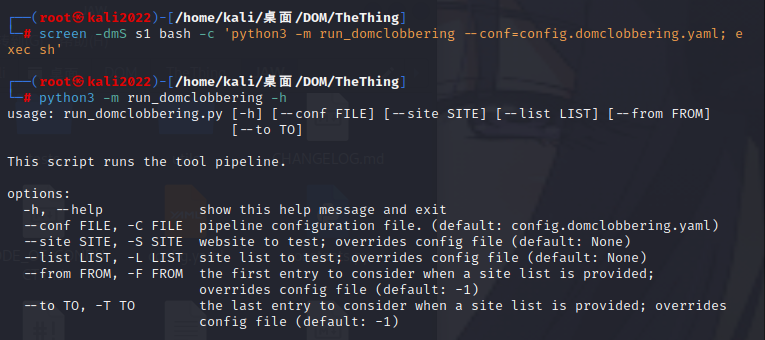 ┌──(root㉿kali2022)-[/home/kali/桌面/DOM/TheThing]
└─# screen -dmS s1 bash -c 'python3 -m run_domclobbering --conf=config.domclobbering.yaml; e
xec sh'
┌──(root㉿kali2022)-[/home/kali/桌面/DOM/TheThing]
└─# python3 -m run_domclobbering -h
usage: run_domclobbering.py [-h] [--conf FILE] [--site SITE] [--list LIST] [--from FROM]
[--to TO]
This script runs the tool pipeline.
options:
-h, --help show this help message and exit
--conf FILE, -C FILE pipeline configuration file. (default: config.domclobbering.yaml)
--site SITE, -S SITE website to test; overrides config file (default: None)
--list LIST, -L LIST site list to test; overrides config file (default: None)
--from FROM, -F FROM the first entry to consider when a site list is provided;
overrides config file (default: -1)
--to TO, -T TO the last entry to consider when a site list is provided; overrides
config file (default: -1)